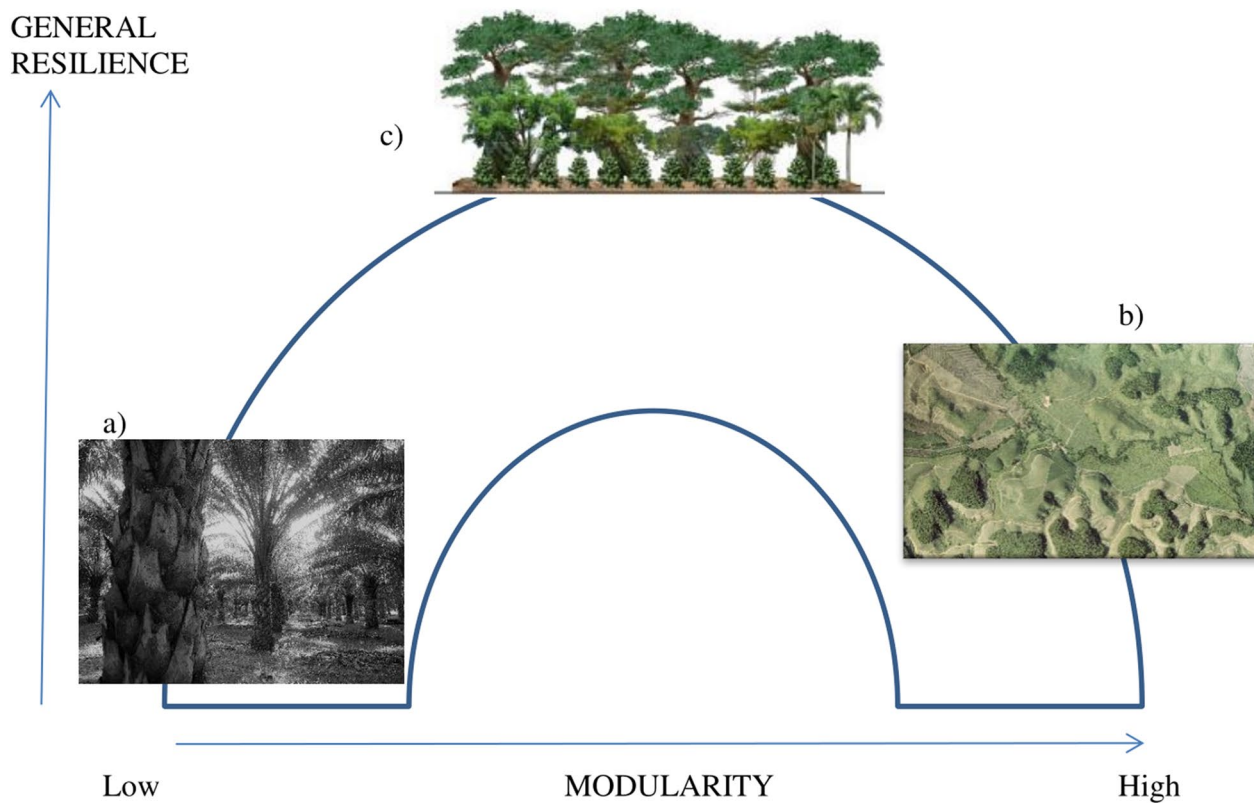 GENERAL
RESILIENCE
c)
b)
a)
Low
MODULARITY
High